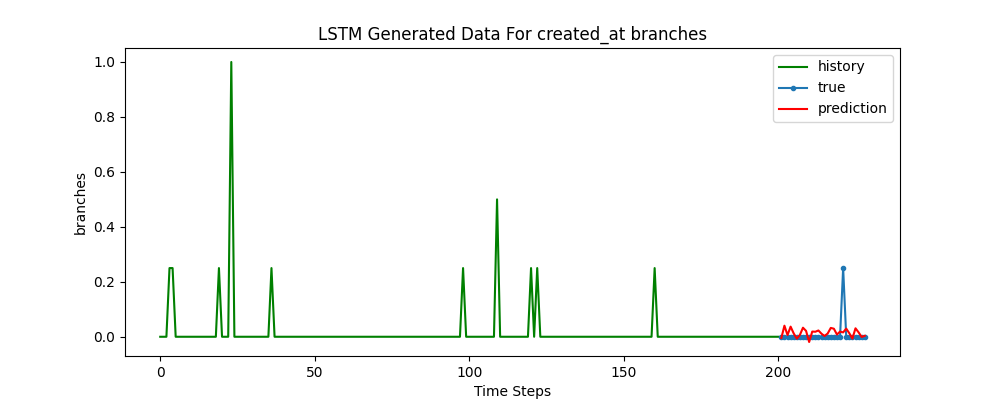 LSTM Generated Data For created_at branches
history
true
prediction
branches
1.0
0.8
0.6
0.4
0.2
0.0
0
50
100
150
200
Time Steps